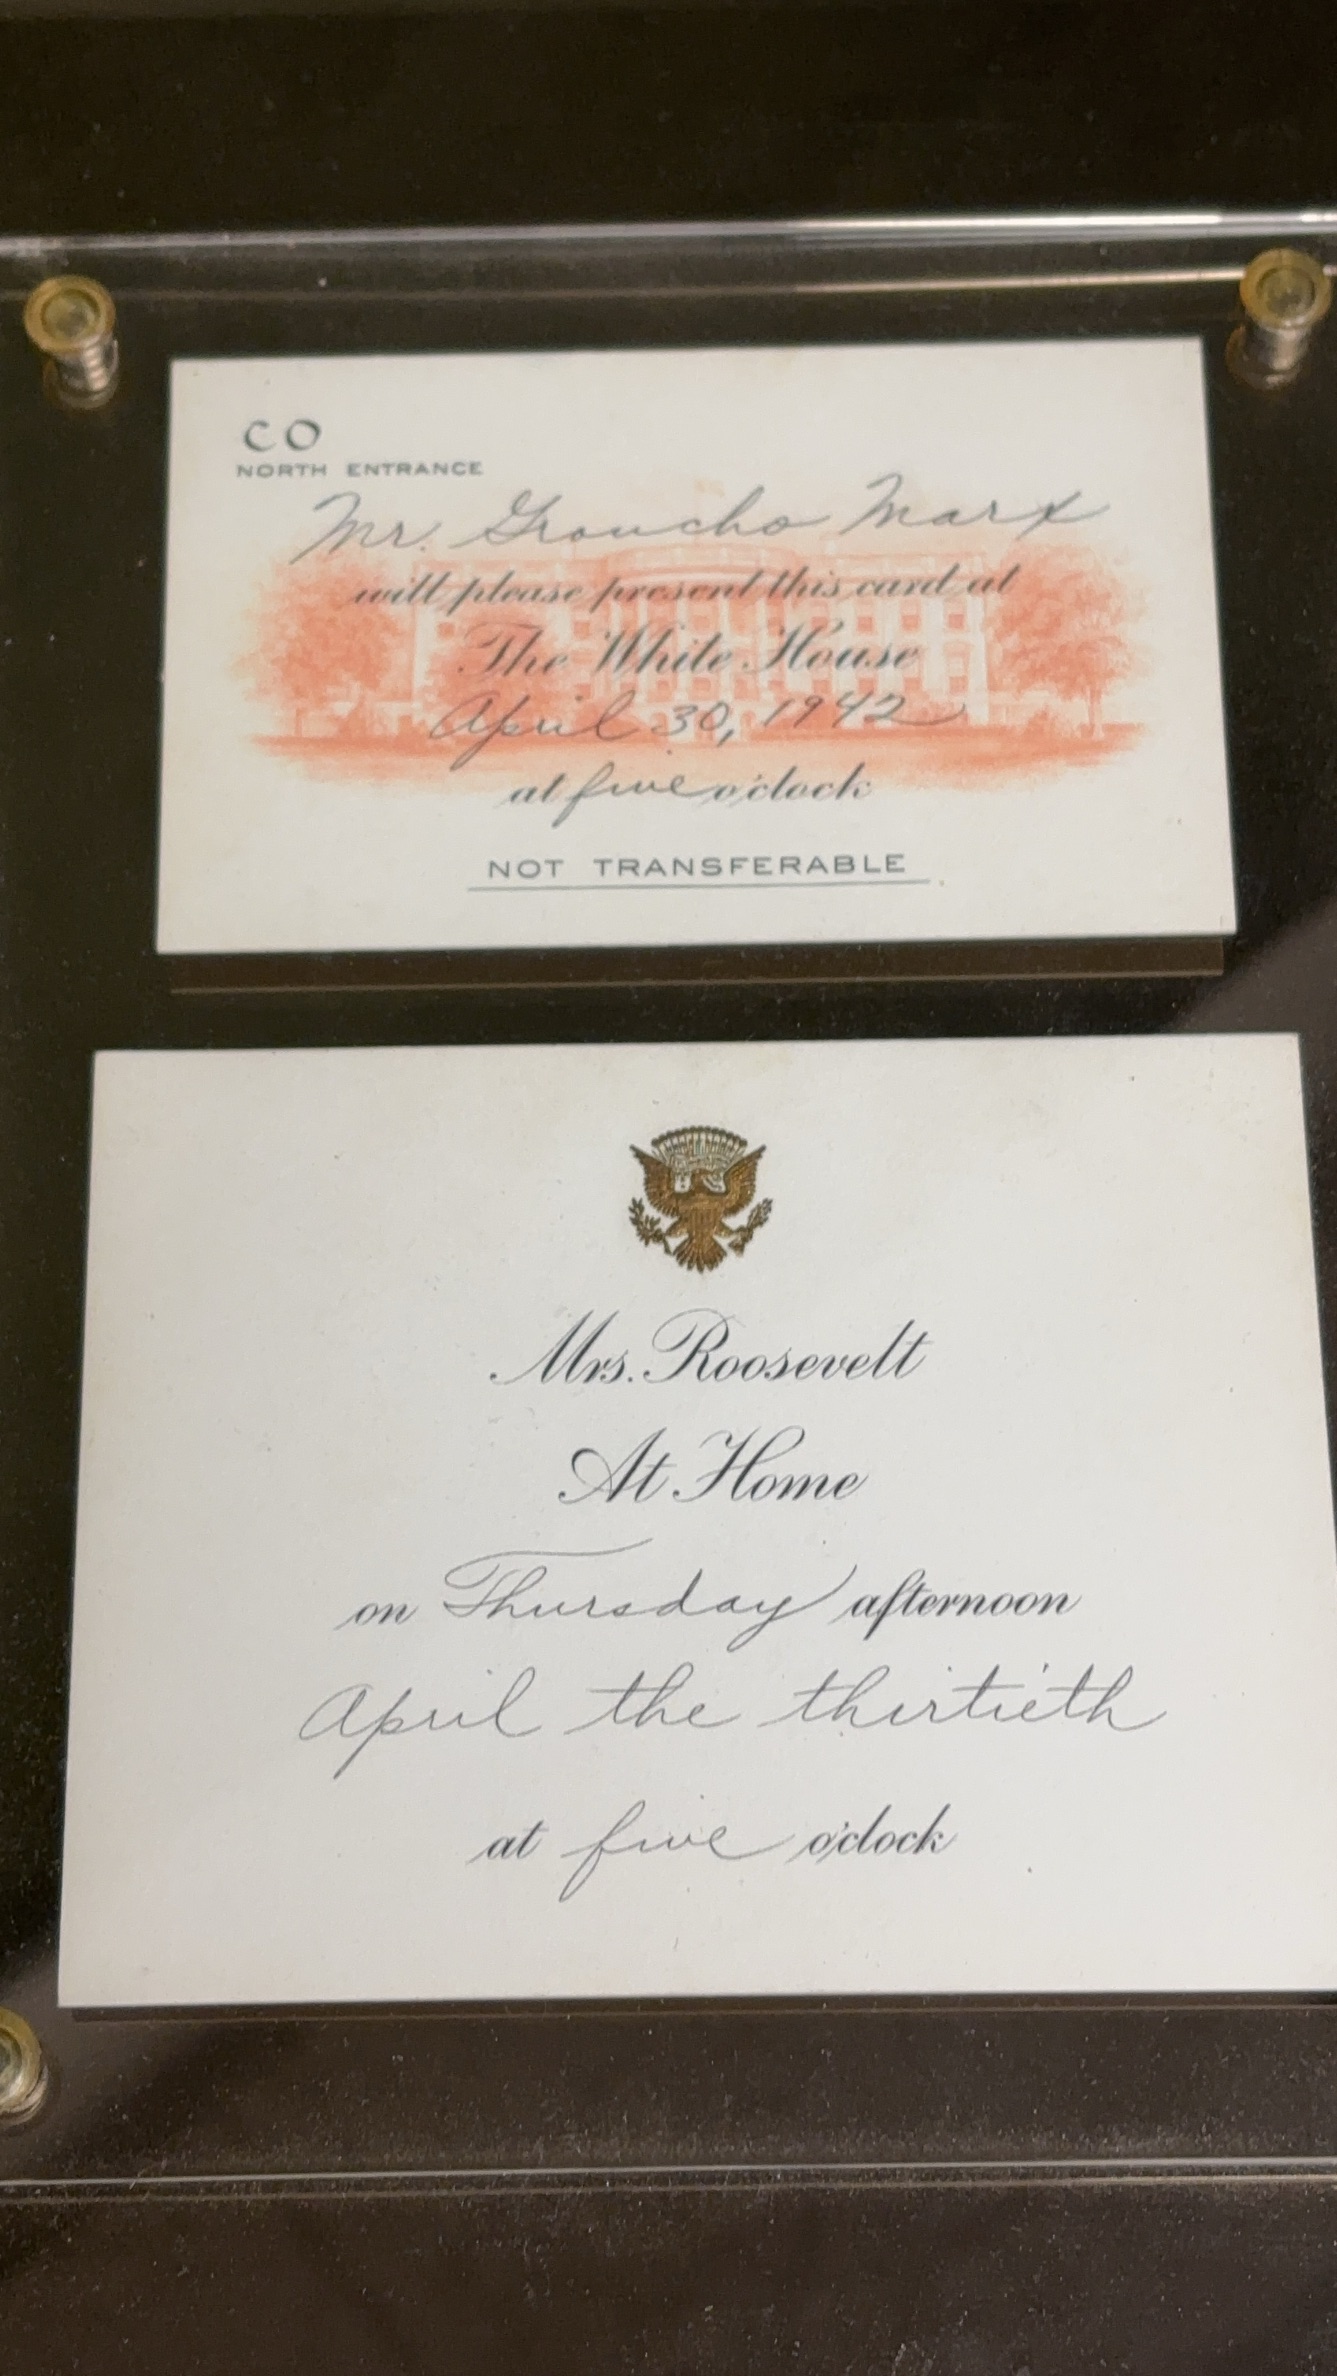 CO
NORTH ENTRANCE
Mr. Groucho Marx
will please present this card at
The White House
April 30, 1942
at five o'clock
NOT TRANSFERABLE
Mrs. Roosevelt
At Home
on Thursday afternoon
April the thirtieth
at five o'clock